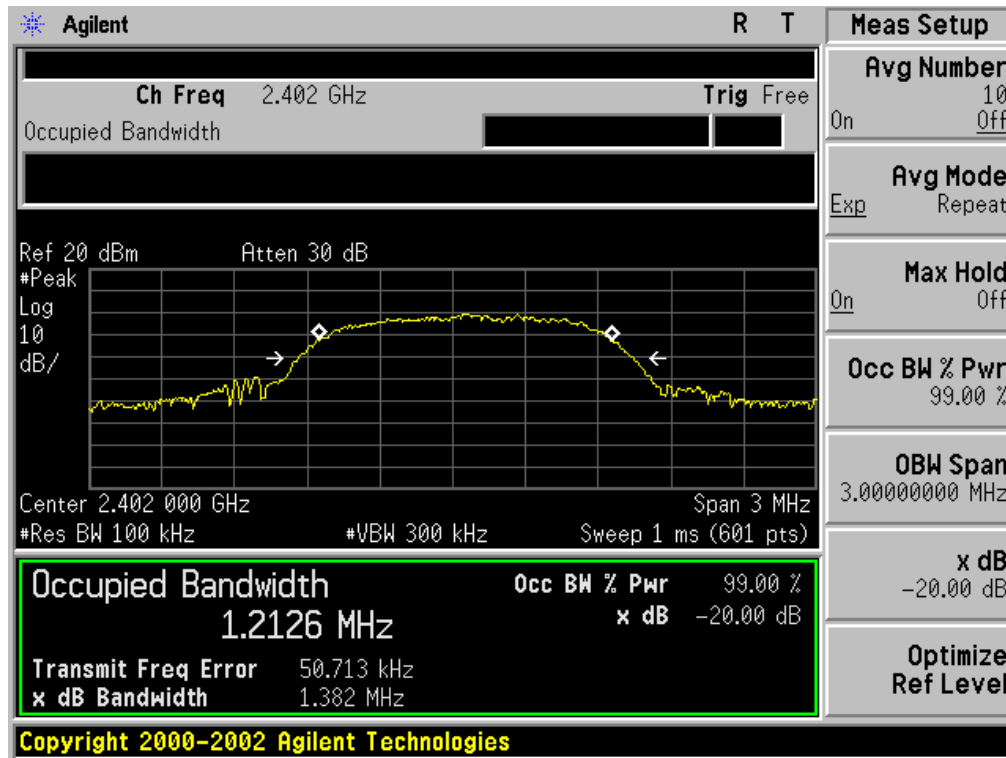 Agilent R T
Ch Freq 2.402 GHz Trig Free
Occupied Bandwidth
Ref 20 dBm Atten 30 dB
#Peak
Log
10
dB/
Center 2.402 000 GHz Span 3 MHz
#Res BW 100 kHz #VBW 300 kHz Sweep 1 ms (601 pts)
Occupied Bandwidth Occ BW % Pwr 99.00 %
1.2126 MHz x dB -20.00 dB
Transmit Freq Error 50.713 kHz
x dB Bandwidth 1.382 MHz
Copyright 2000-2002 Agilent Technologies
Meas Setup
Avg Number
10
On Off
Avg Mode
Exp Repeat
Max Hold
On Off
Occ BW % Pwr
99.00 %
OBW Span
3.00000000 MHz
x dB
-20.00 dB
Optimize
Ref Level